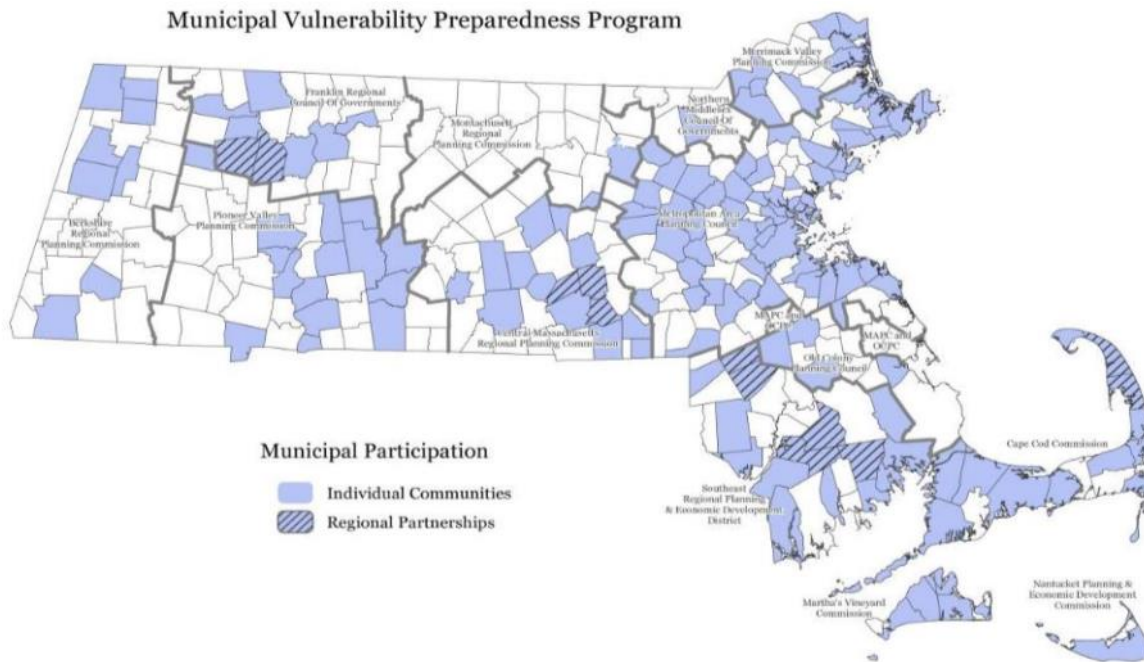 Municipal Vulnerability Preparedness Program
Merrimack Valley
Planning Commission
Franklin Regional
Council Of Governments
Northern
Middlesex
Council Of
Governments
Montachusett
Regional
Planning Commission
Metropolitan Area
Planning Council
Pioneer Valley
Planning Commission
Berkshire
Regional
Planning Commission
Central Massachusetts
Regional Planning Commission
MAPC and
OCPC
MAPC and
OCPC
Old Colony
Planning Council
Cape Cod Commission
Municipal Participation
Individual Communities
Regional Partnerships
Southeast
Regional Planning
& Economic Development
District
Martha's Vineyard
Commission
Nantucket Planning &
Economic Development
Commission